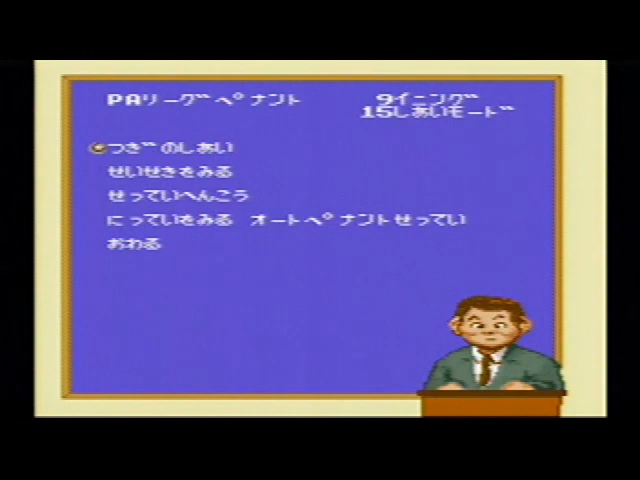 PAリーグペナント 9イニング
15しあいモード
つぎのしあい
せいせきをみる
せっていへんこう
にっていをみる オートペナントせってい
おわる